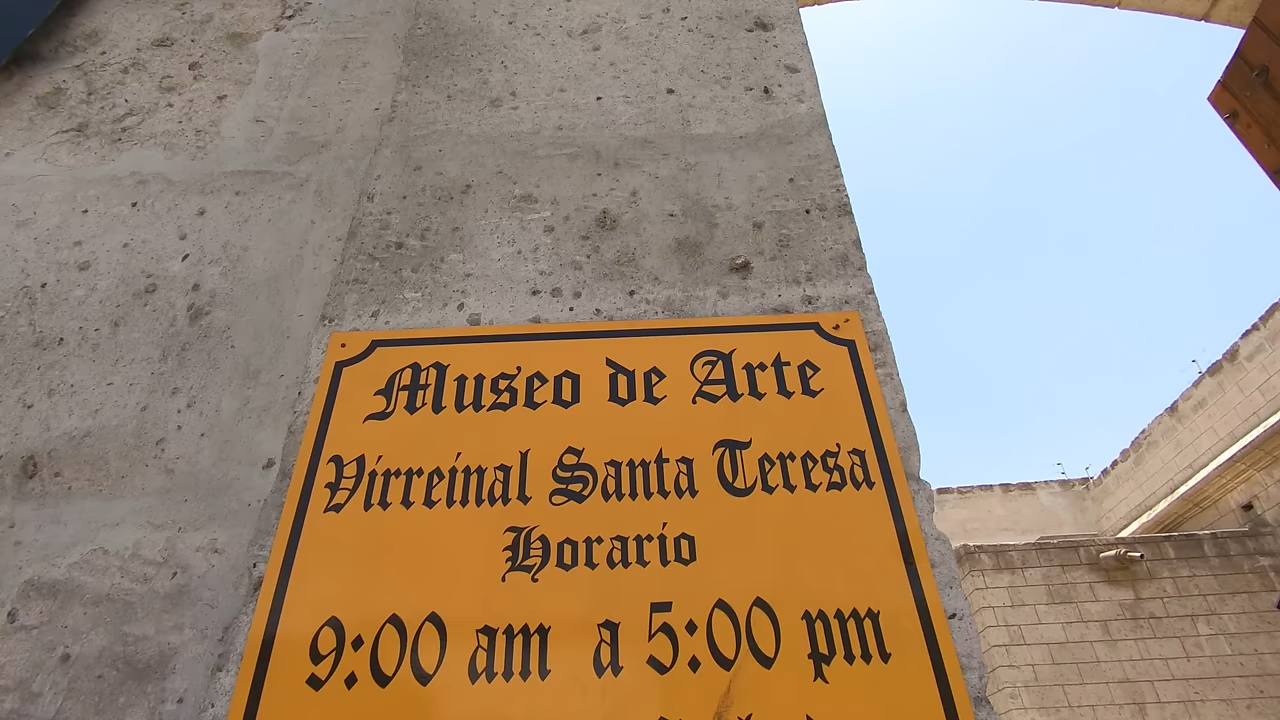 Museo de Arte
Virreinal Santa Teresa
Horario
9:00 am a 5:00 pm